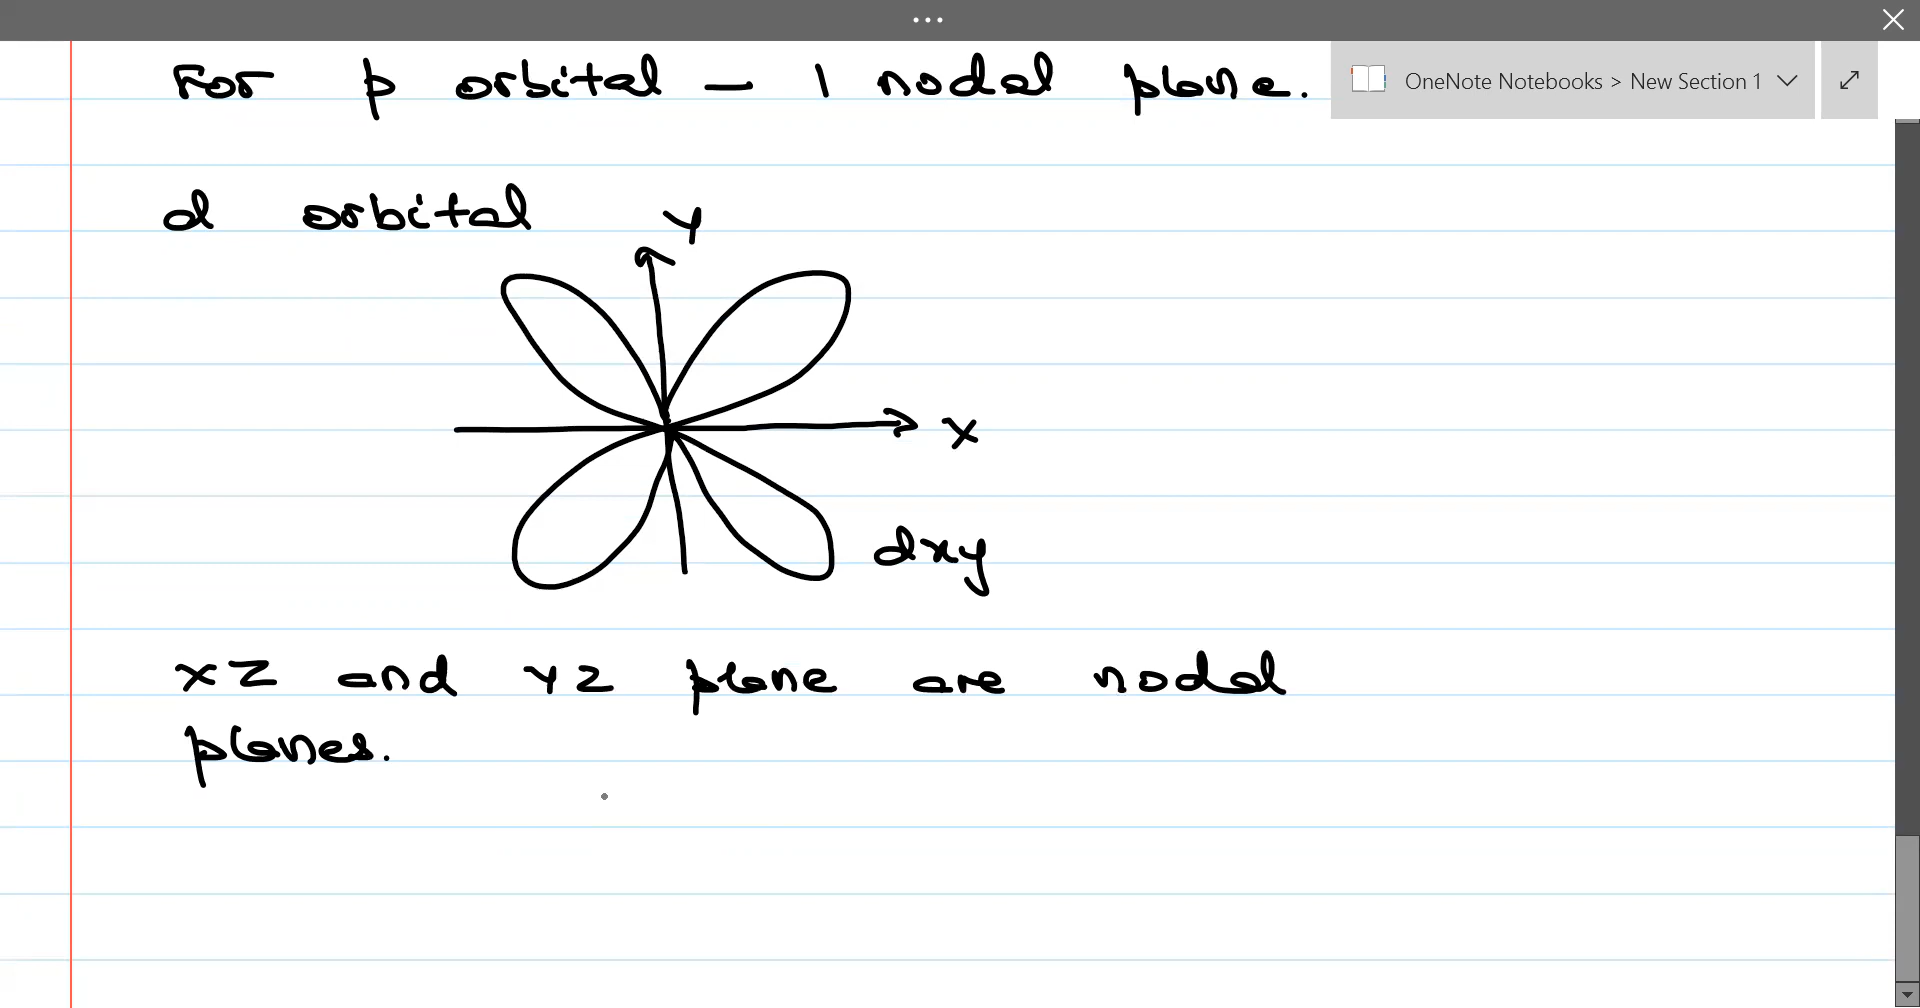 ...
For p orbital – 1 nodal plane.
OneNote Notebooks > New Section 1
d orbital
Y
X
dxy
XZ and YZ plane are nodal
planes.